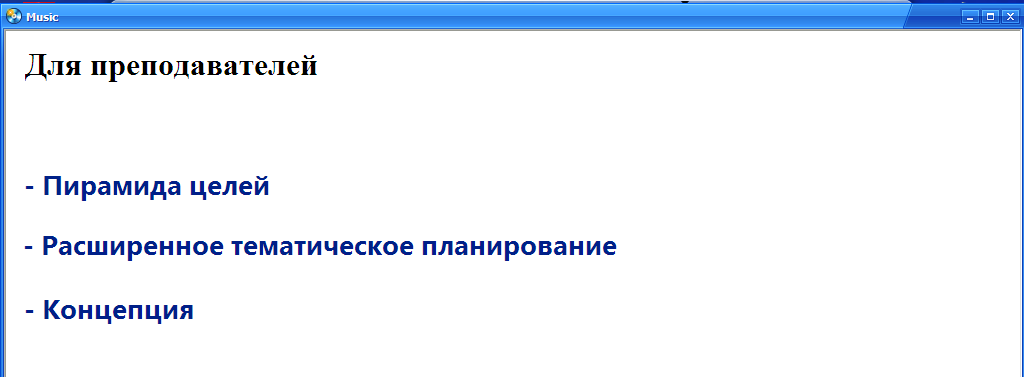 Music
Для преподавателей
- Пирамида целей
- Расширенное тематическое планирование
- Концепция